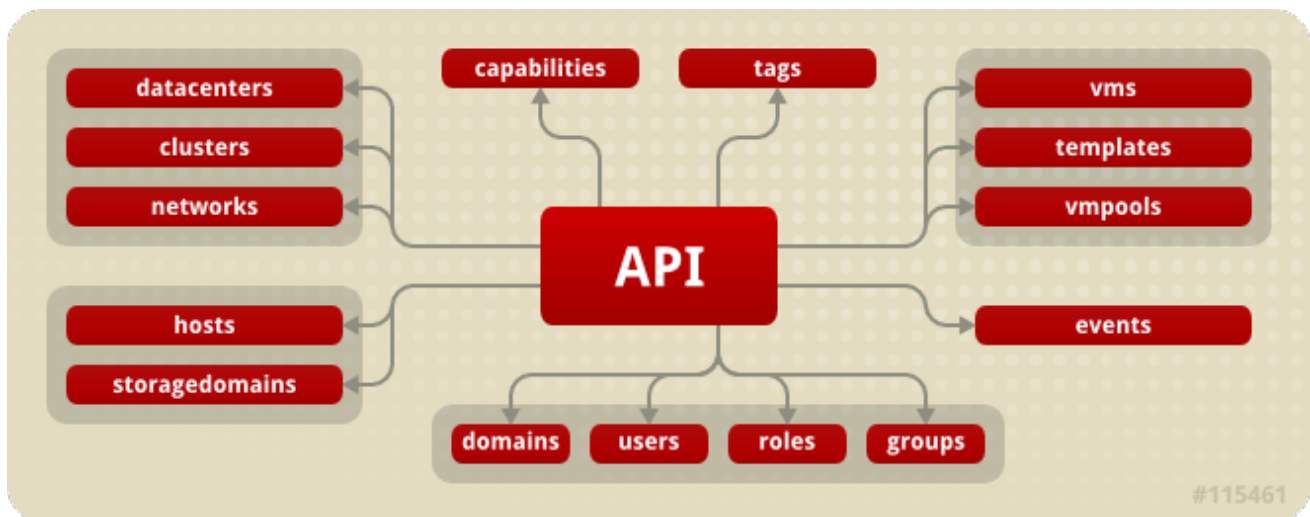 capabilities
tags
datacenters
clusters
networks
vms
templates
vmpools
API
hosts
storagedomains
events
domains
users
roles
groups
#115461